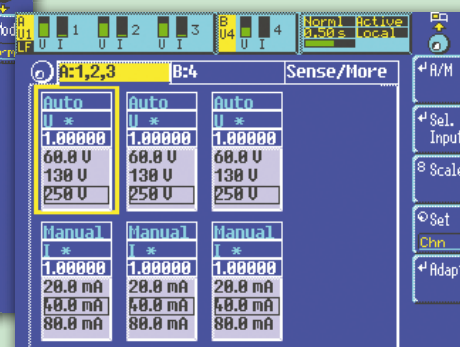 A
U1 1 2 3
LF U I U I U I
B
U4 4
U I
Norml Active
0.50s Local
A:1,2,3 B:4 Sense/More
Auto Auto Auto
U * U * U *
1.00000 1.00000 1.00000
60.0 V 60.0 V 60.0 V
130 V 130 V 130 V
250 V 250 V 250 V
Manual Manual Manual
I * I * I *
1.00000 1.00000 1.00000
20.0 mA 20.0 mA 20.0 mA
40.0 mA 40.0 mA 40.0 mA
80.0 mA 80.0 mA 80.0 mA
A/M
Sel.
Input
8 Scale
Set
Chn